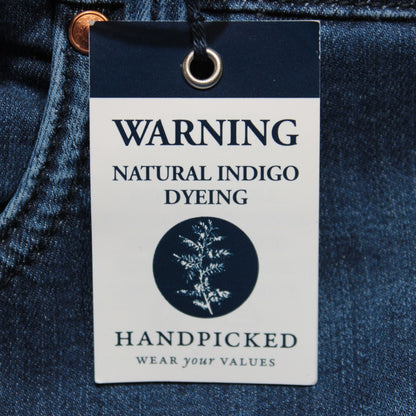 WARNING
NATURAL INDIGO
DYEING
HANDPICKED
WEAR your VALUES